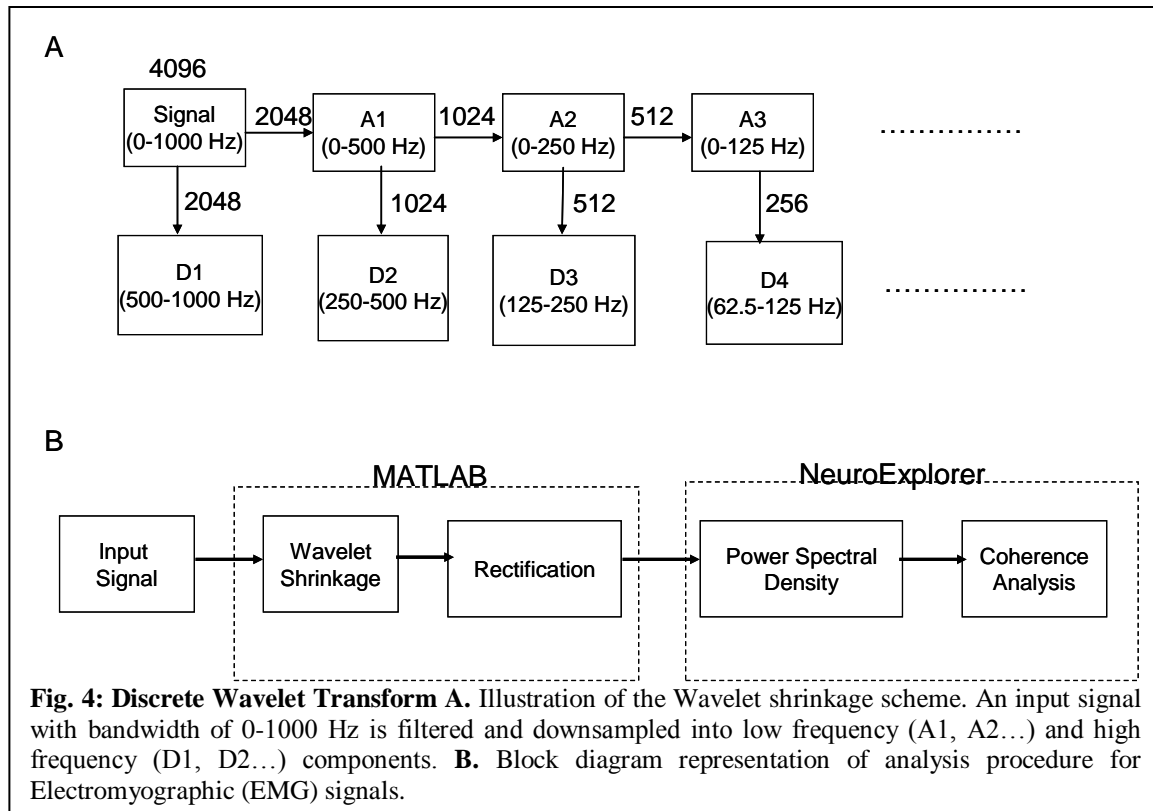 A
4096
Signal
(0-1000 Hz)
2048
A1
(0-500 Hz)
1024
A2
(0-250 Hz)
512
A3
(0-125 Hz)
...............
2048
1024
512
256
D1
(500-1000 Hz)
D2
(250-500 Hz)
D3
(125-250 Hz)
D4
(62.5-125 Hz)
...............
B
MATLAB
NeuroExplorer
Input
Signal
Wavelet
Shrinkage
Rectification
Power Spectral
Density
Coherence
Analysis
Fig. 4: Discrete Wavelet Transform A. Illustration of the Wavelet shrinkage scheme. An input signal
with bandwidth of 0-1000 Hz is filtered and downsampled into low frequency (A1, A2…) and high
frequency (D1, D2…) components. B. Block diagram representation of analysis procedure for
Electromyographic (EMG) signals.